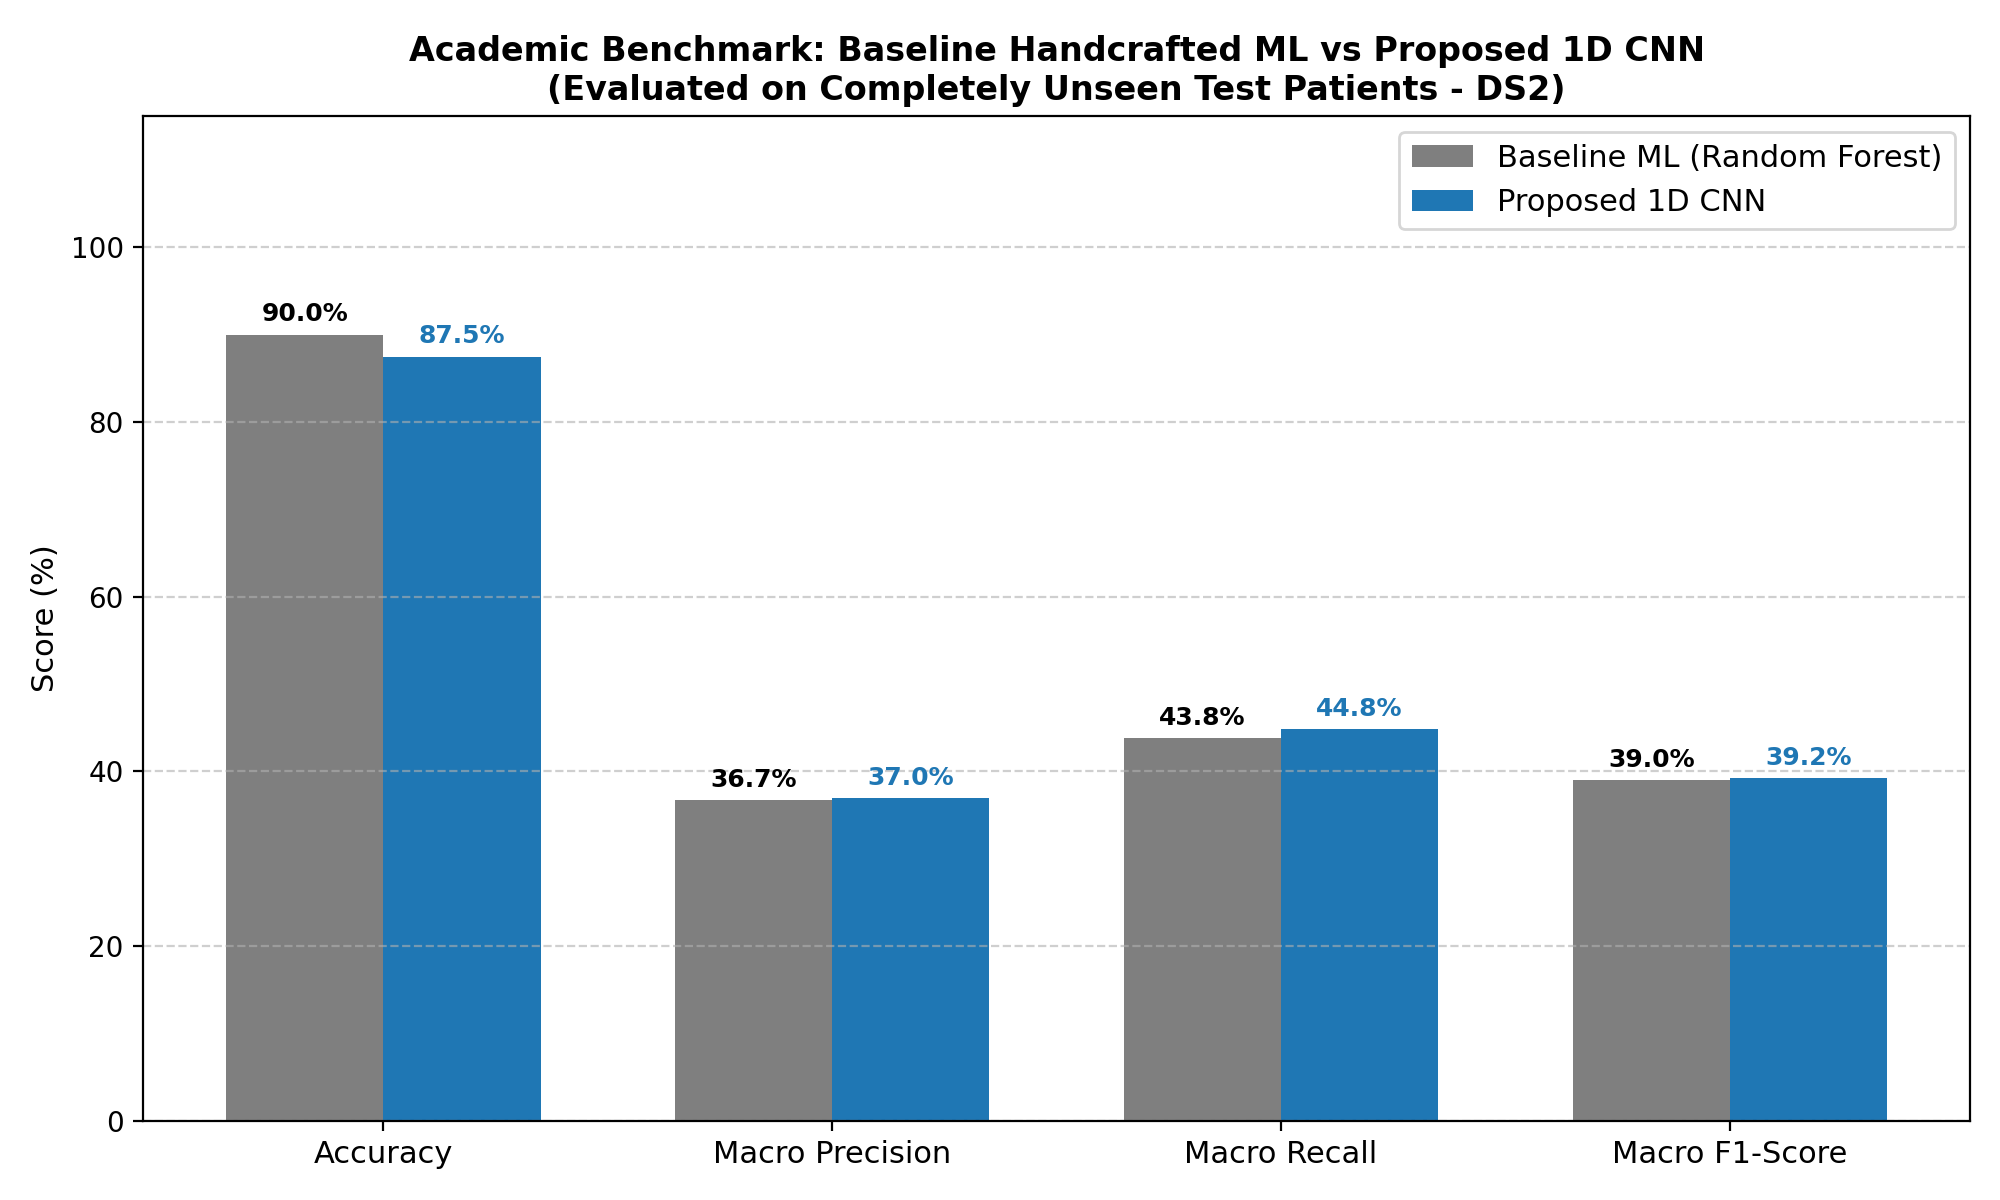 Academic Benchmark: Baseline Handcrafted ML vs Proposed 1D CNN
(Evaluated on Completely Unseen Test Patients - DS2)
Baseline ML (Random Forest)
Proposed 1D CNN
Score (%)
100
80
60
40
20
0
90.0%
87.5%
36.7%
37.0%
43.8%
44.8%
39.0%
39.2%
Accuracy
Macro Precision
Macro Recall
Macro F1-Score